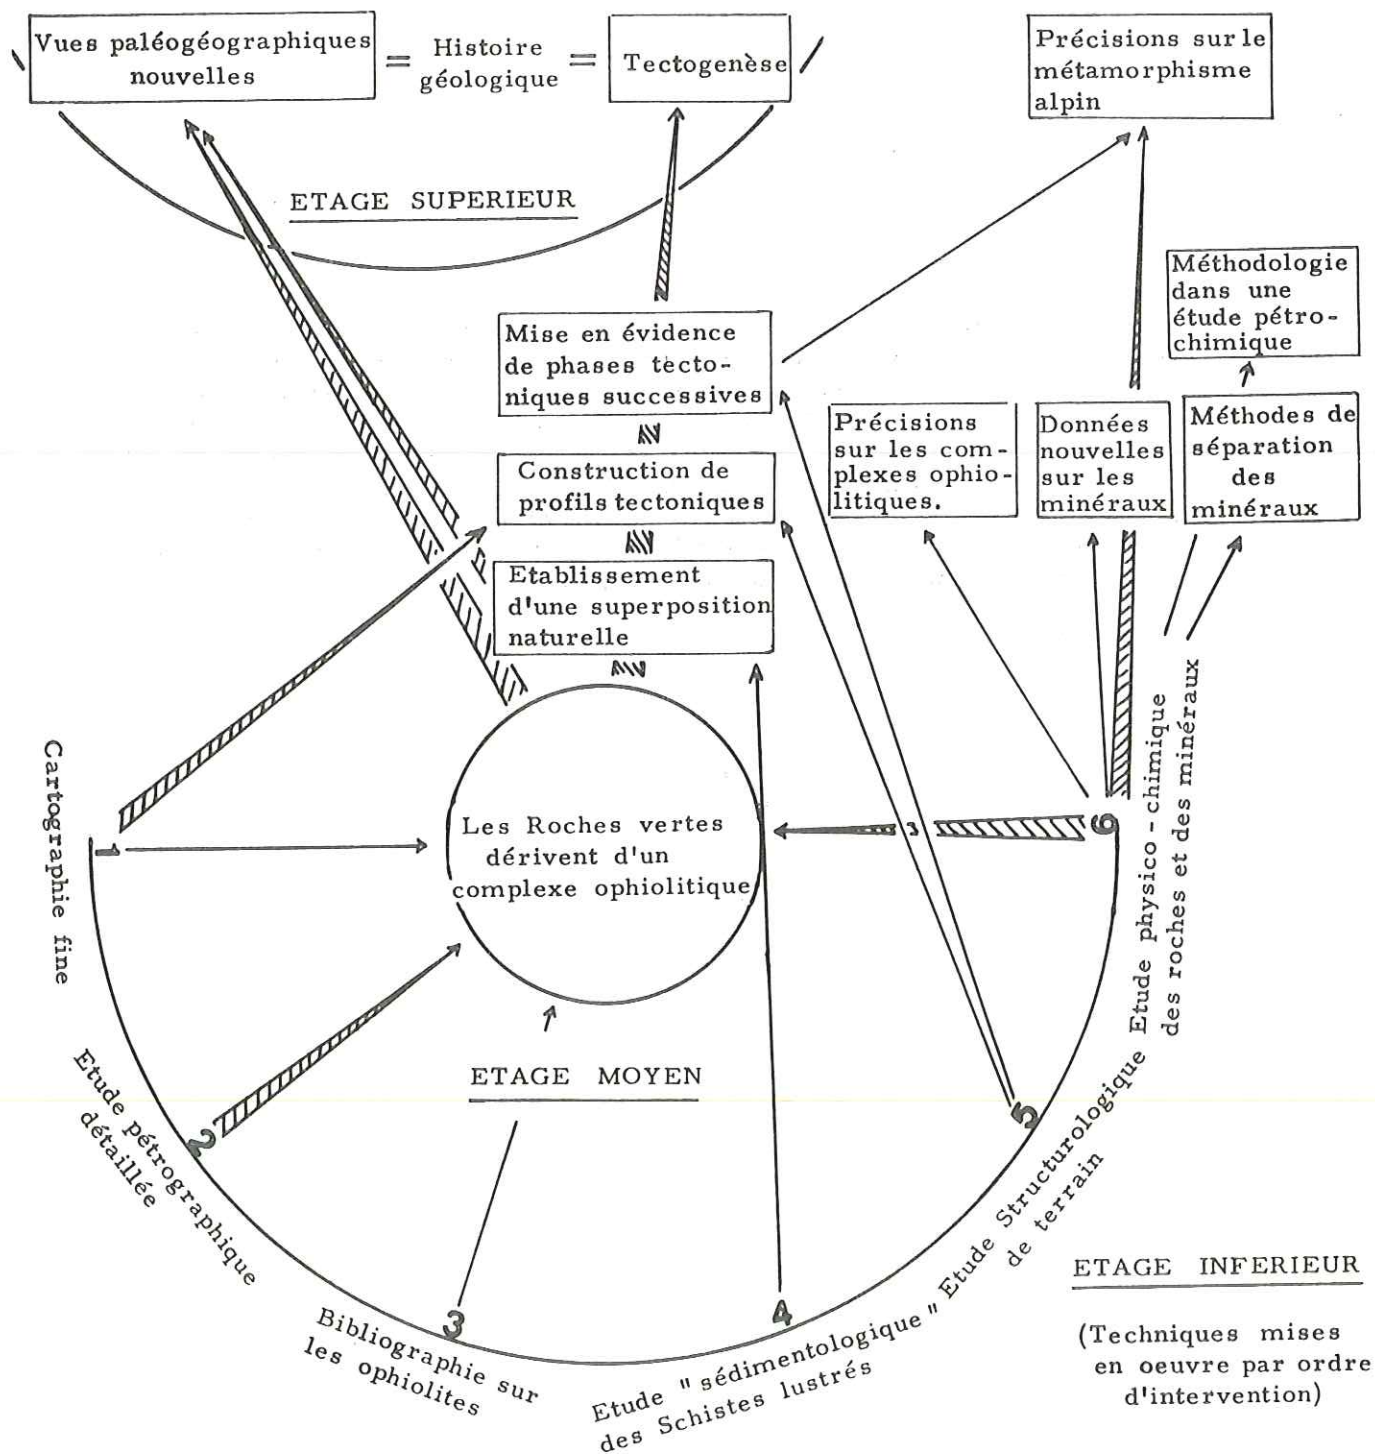 Vues paléogéographiques
nouvelles
= Histoire
géologique =
Tectogenèse
Précisions sur le
métamorphisme
alpin
ETAGE SUPERIEUR
Méthodologie
dans une
étude pétro-
chimique
Mise en évidence
de phases tecto-
niques successives
Précisions
sur les com-
plexes ophio-
litiques.
Données
nouvelles
sur les
minéraux
Méthodes de
séparation
des
minéraux
Construction de
profils tectoniques
Etablissement
d'une superposition
naturelle
Les Roches vertes
dérivent d'un
complexe ophiolitique
ETAGE MOYEN
1
Cartographie fine
2
Etude pétrographique
détaillée
3
Bibliographie sur
les ophiolites
4
Etude "sédimentologique"
des Schistes lustrés
5
Etude Structurologique
de terrain
6
Etude physico-chimique
des roches et des minéraux
ETAGE INFERIEUR
(Techniques mises
en oeuvre par ordre
d'intervention)